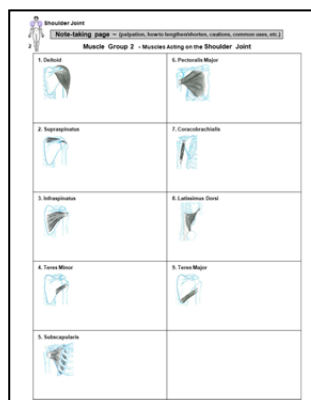 Shoulder Joint
Note-taking page ~ (palpation, how to lengthen/shorten, cautions, common uses, etc.)
2
Muscle Group 2 - Muscles Acting on the Shoulder Joint
1. Deltoid
6. Pectoralis Major
2. Supraspinatus
7. Coracobrachialis
3. Infraspinatus
8. Latissimus Dorsi
4. Teres Minor
9. Teres Major
5. Subscapularis